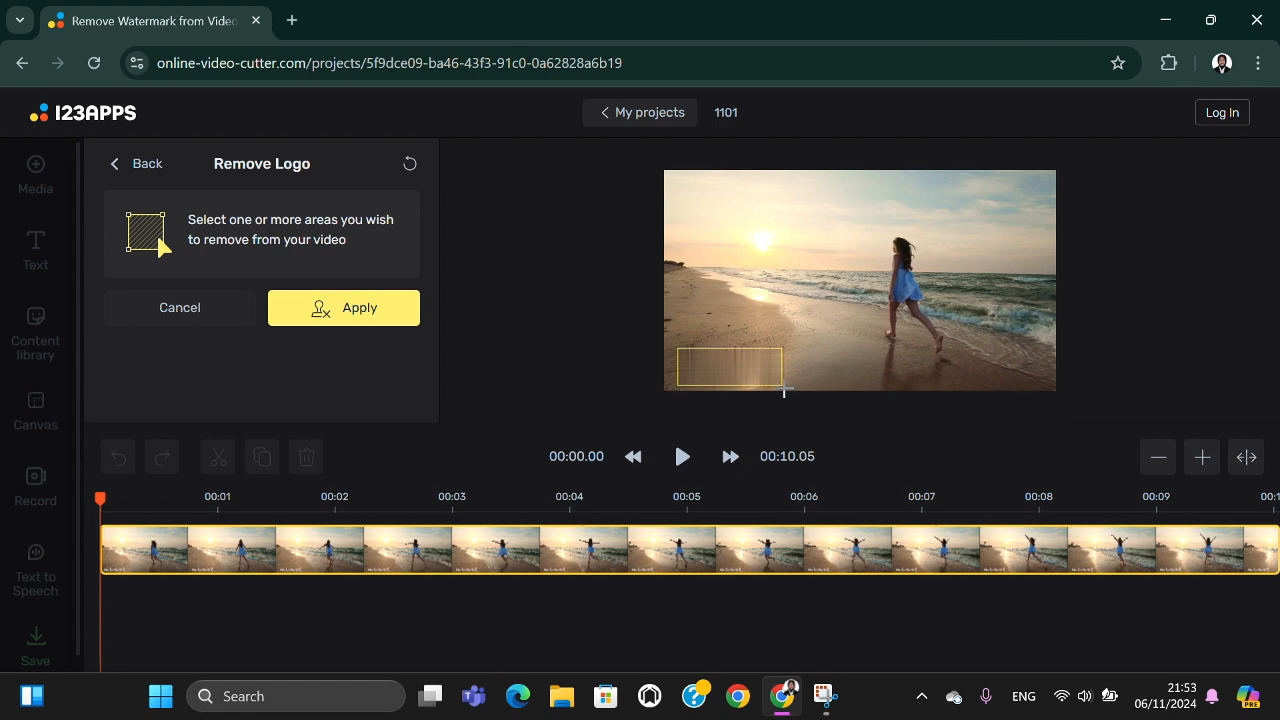 Remove Watermark from Video
online-video-cutter.com/projects/5f9dce09-ba46-43f3-91c0-0a62828a6b19
123APPS
My projects
1101
Log In
Media
Text
Content library
Canvas
Record
Text to Speech
Save
Back
Remove Logo
Select one or more areas you wish
to remove from your video
Cancel
Apply
00:00.00
00:10.05
00:01
00:02
00:03
00:04
00:05
00:06
00:07
00:08
00:09
00:1
Search
PRE
ENG
21:53
06/11/2024